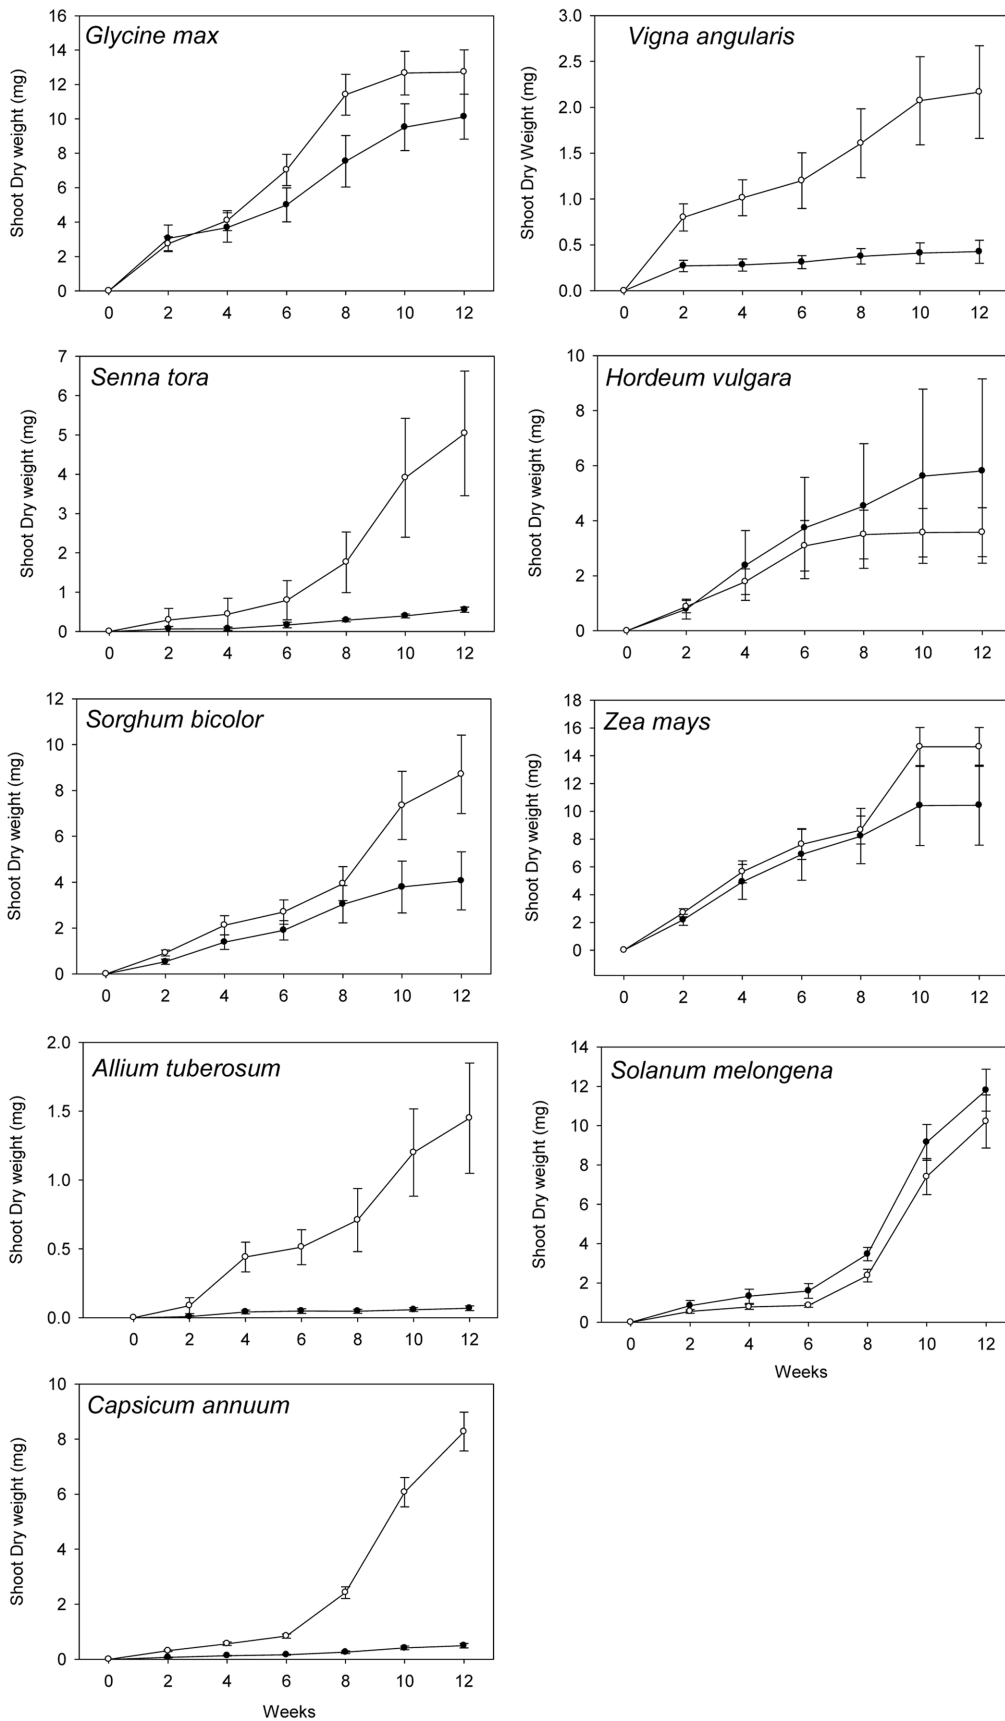 Glycine max
Shoot Dry weight (mg)
16
14
12
10
8
6
4
2
0
0 2 4 6 8 10 12
Vigna angularis
Shoot Dry Weight (mg)
3.0
2.5
2.0
1.5
1.0
0.5
0.0
0 2 4 6 8 10 12
Senna tora
Shoot Dry weight (mg)
7
6
5
4
3
2
1
0
0 2 4 6 8 10 12
Hordeum vulgara
Shoot Dry weight (mg)
10
8
6
4
2
0
0 2 4 6 8 10 12
Sorghum bicolor
Shoot Dry weight (mg)
12
10
8
6
4
2
0
0 2 4 6 8 10 12
Zea mays
Shoot Dry weight (mg)
18
16
14
12
10
8
6
4
2
0
0 2 4 6 8 10 12
Allium tuberosum
Shoot Dry weight (mg)
2.0
1.5
1.0
0.5
0.0
0 2 4 6 8 10 12
Solanum melongena
Shoot Dry weight (mg)
14
12
10
8
6
4
2
0
0 2 4 6 8 10 12
Weeks
Capsicum annuum
Shoot Dry weight (mg)
10
8
6
4
2
0
0 2 4 6 8 10 12
Weeks